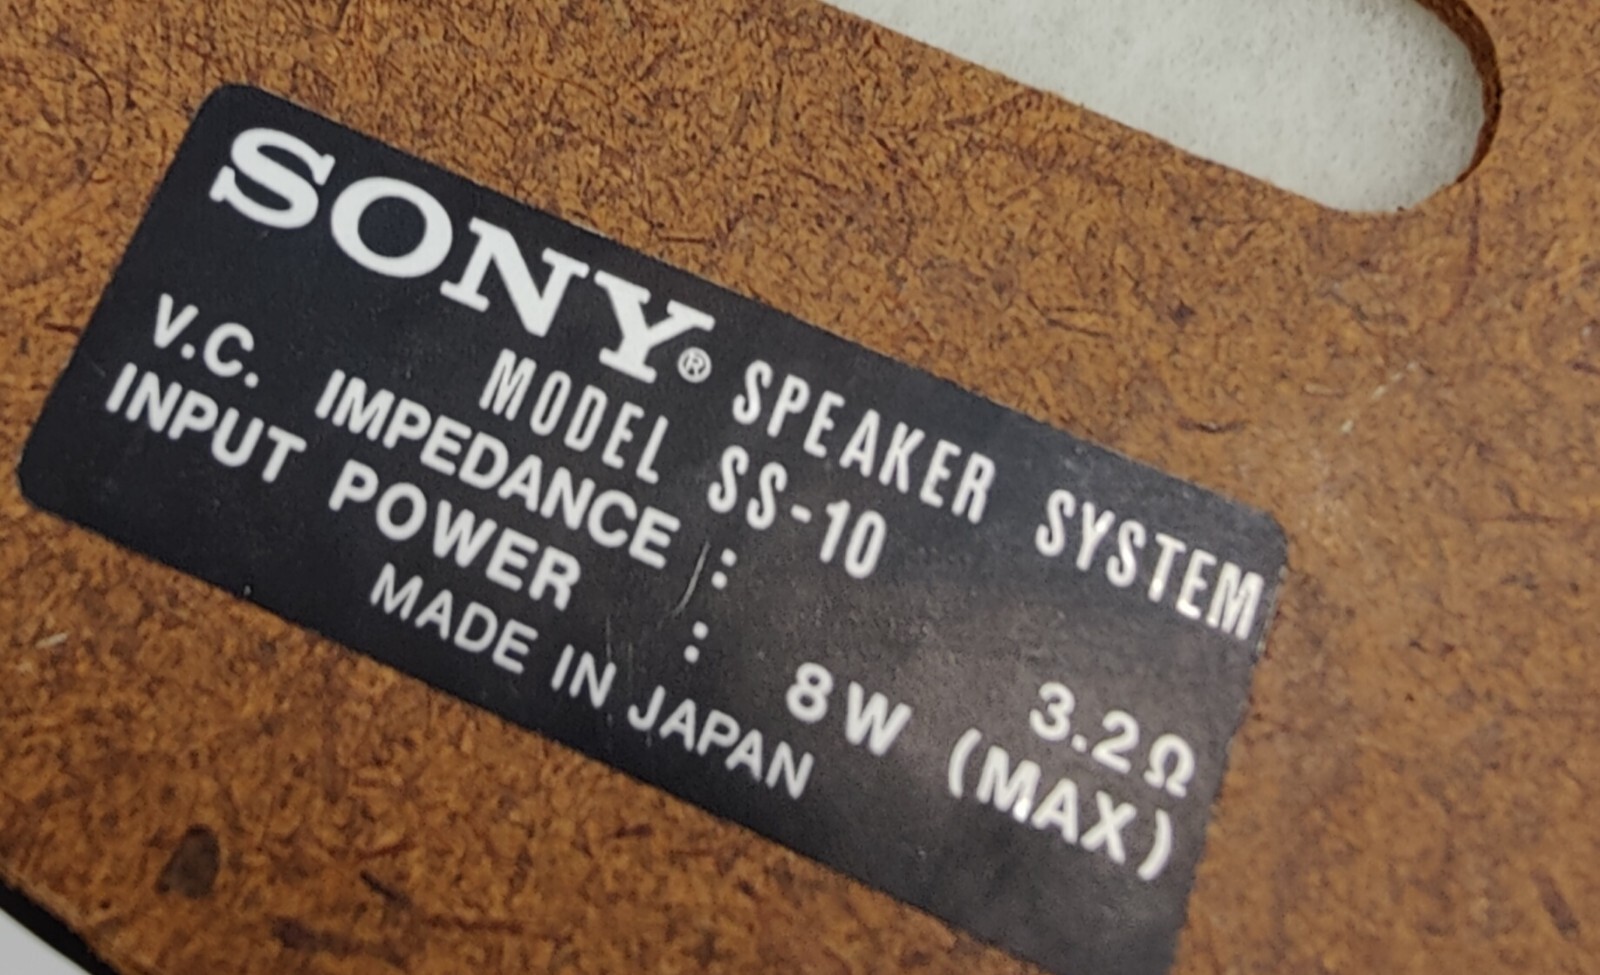 SONY® SPEAKER SYSTEM
MODEL SS-10
V.C. IMPEDANCE : 3.2Ω
INPUT POWER : 8W (MAX)
MADE IN JAPAN